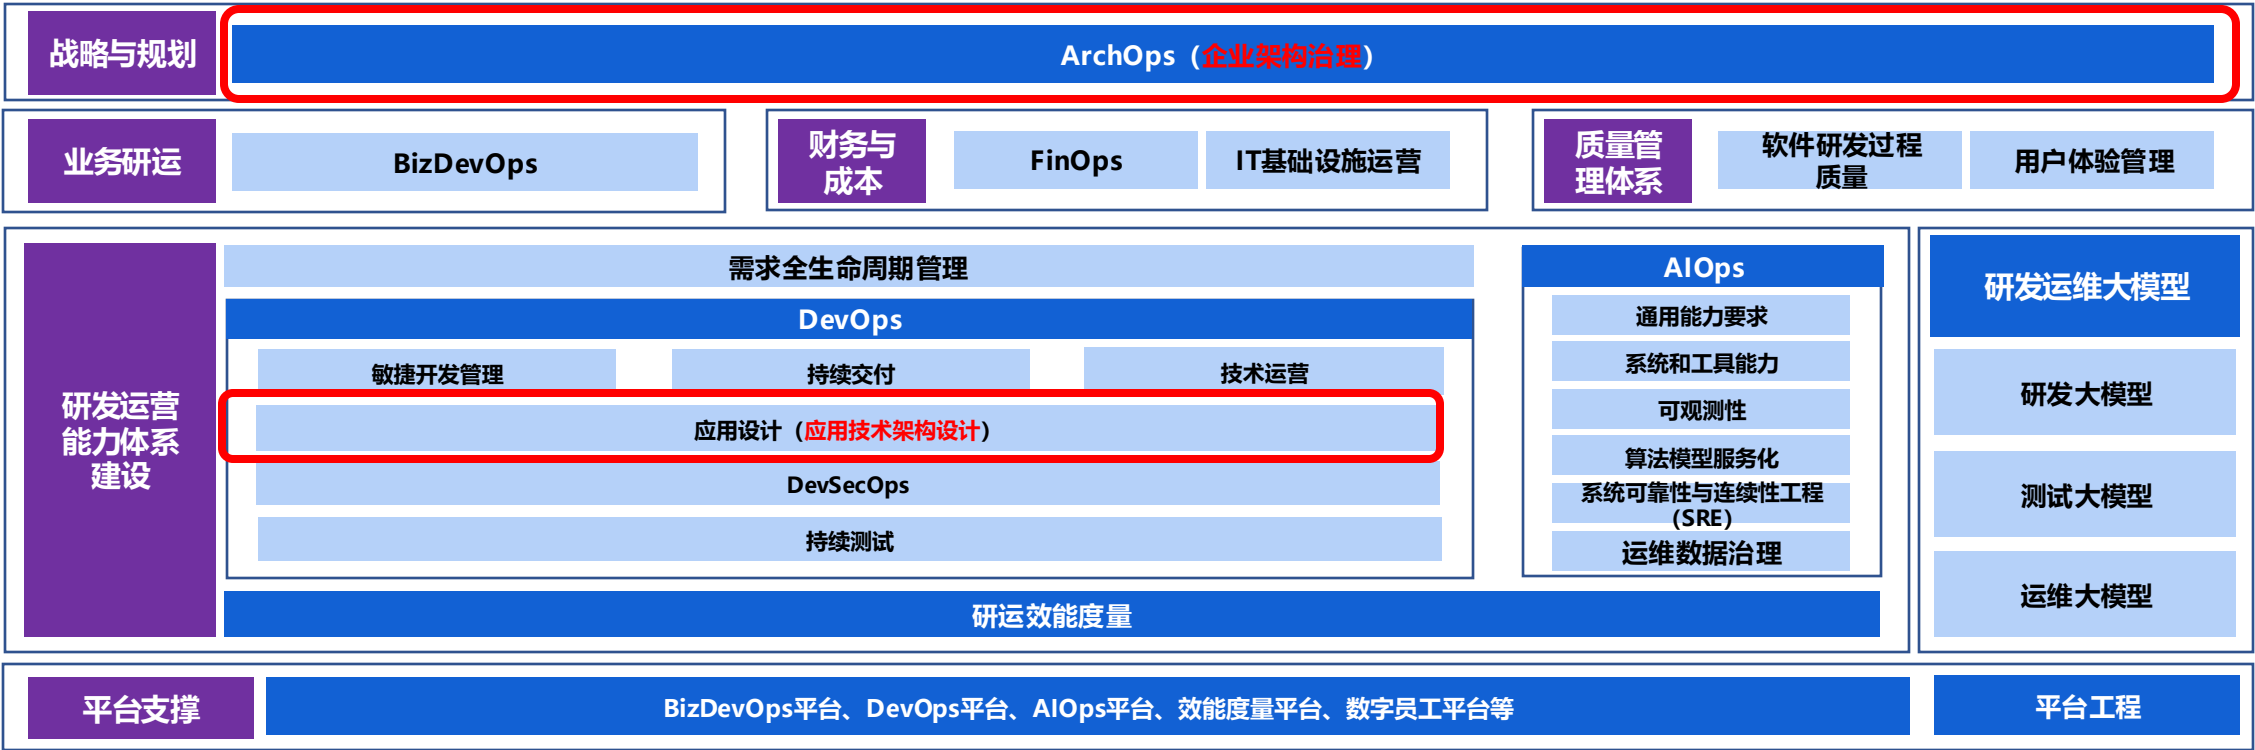 战略与规划
ArchOps（企业架构治理）
业务研运
BizDevOps
财务与
成本
FinOps
IT基础设施运营
质量管
理体系
软件研发过程
质量
用户体验管理
研发运营
能力体系
建设
需求全生命周期管理
DevOps
敏捷开发管理
持续交付
技术运营
应用设计（应用技术架构设计）
DevSecOps
持续测试
AIOps
通用能力要求
系统和工具能力
可观测性
算法模型服务化
系统可靠性与连续性工程
（SRE）
运维数据治理
研运效能度量
研发运维大模型
研发大模型
测试大模型
运维大模型
平台支撑
BizDevOps平台、DevOps平台、AIOps平台、效能度量平台、数字员工平台等
平台工程